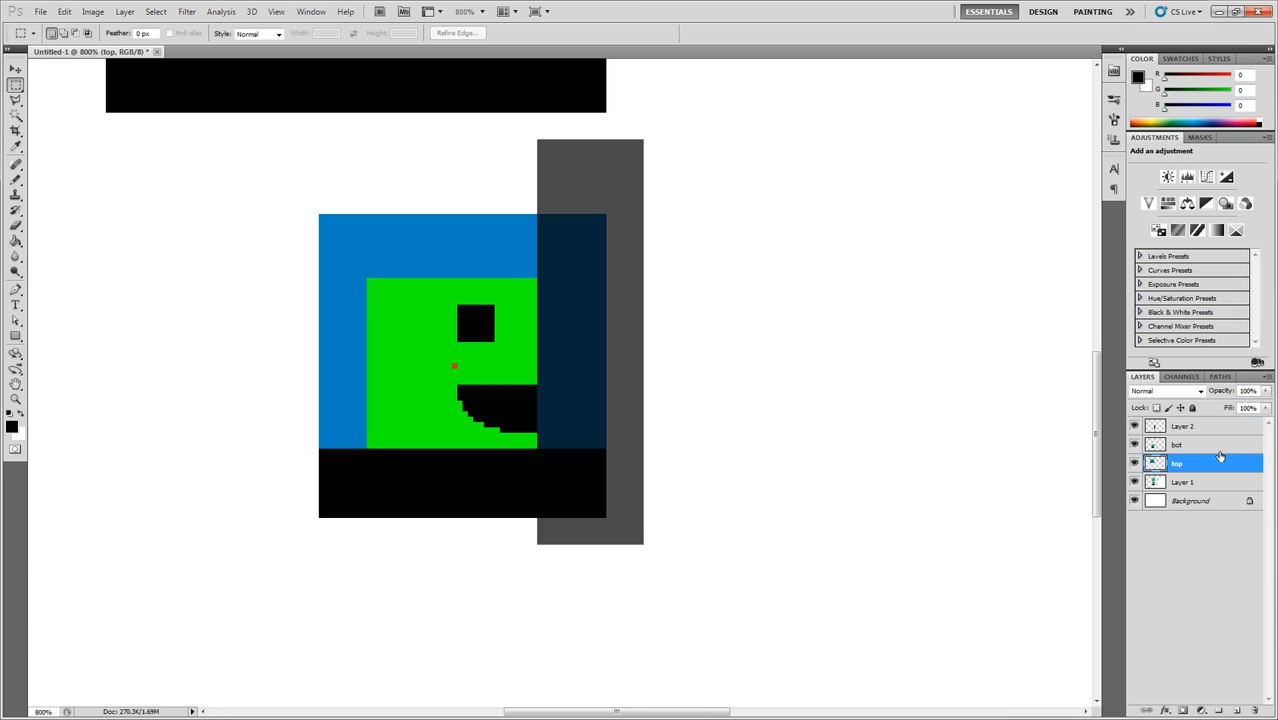 Ps File Edit Image Layer Select Filter Analysis 3D View Window Help Mb 800% ESSENTIALS DESIGN PAINTING CS Live
Feather: 0 px Anti-alias Style: Normal Width: Height: Refine Edge...
Untitled-1 @ 800% (top, RGB/8) *
COLOR SWATCHES STYLES
R 0
G 0
B 0
ADJUSTMENTS MASKS
Add an adjustment
Levels Presets
Curves Presets
Exposure Presets
Hue/Saturation Presets
Black & White Presets
Channel Mixer Presets
Selective Color Presets
LAYERS CHANNELS PATHS
Normal Opacity: 100%
Lock: Fill: 100%
Layer 2
bot
top
Layer 1
Background
800% Doc: 270.3K/1.69M